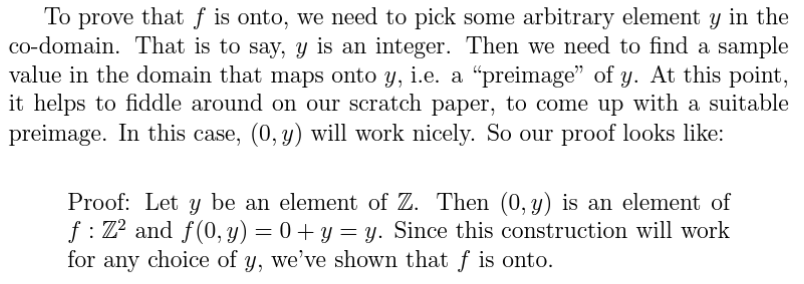 To prove that f is onto, we need to pick some arbitrary element y in the
co-domain. That is to say, y is an integer. Then we need to find a sample
value in the domain that maps onto y, i.e. a “preimage” of y. At this point,
it helps to fiddle around on our scratch paper, to come up with a suitable
preimage. In this case, (0, y) will work nicely. So our proof looks like:
Proof: Let y be an element of ℤ. Then (0, y) is an element of
f : ℤ² and f(0, y) = 0 + y = y. Since this construction will work
for any choice of y, we’ve shown that f is onto.